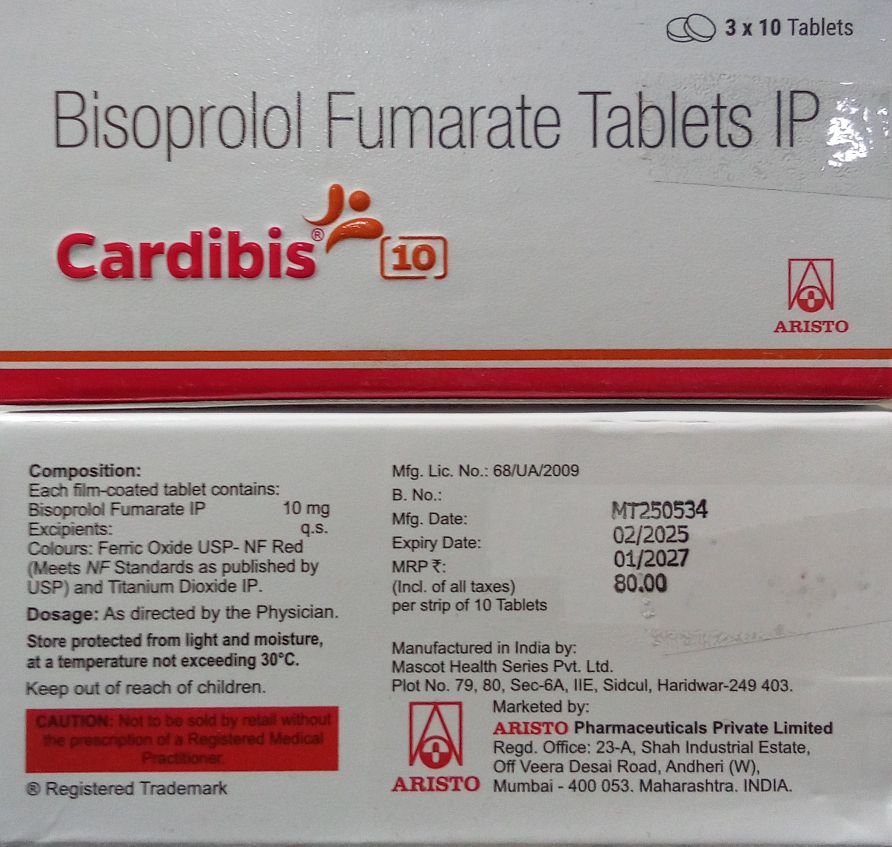 3 x 10 Tablets
Bisoprolol Fumarate Tablets IP
Cardibis® 10
ARISTO
Composition:
Each film-coated tablet contains:
Bisoprolol Fumarate IP 10 mg
Excipients: q.s.
Colours: Ferric Oxide USP- NF Red
(Meets NF Standards as published by
USP) and Titanium Dioxide IP.
Dosage: As directed by the Physician.
Store protected from light and moisture,
at a temperature not exceeding 30°C.
Keep out of reach of children.
CAUTION: Not to be sold by retail without
the prescription of a Registered Medical
Practitioner.
® Registered Trademark
Mfg. Lic. No.: 68/UA/2009
B. No.: MT250534
Mfg. Date: 02/2025
Expiry Date: 01/2027
MRP ₹: 80.00
(Incl. of all taxes)
per strip of 10 Tablets
Manufactured in India by:
Mascot Health Series Pvt. Ltd.
Plot No. 79, 80, Sec-6A, IIE, Sidcul, Haridwar-249 403.
Marketed by:
ARISTO Pharmaceuticals Private Limited
Regd. Office: 23-A, Shah Industrial Estate,
Off Veera Desai Road, Andheri (W),
Mumbai - 400 053. Maharashtra. INDIA.
ARISTO